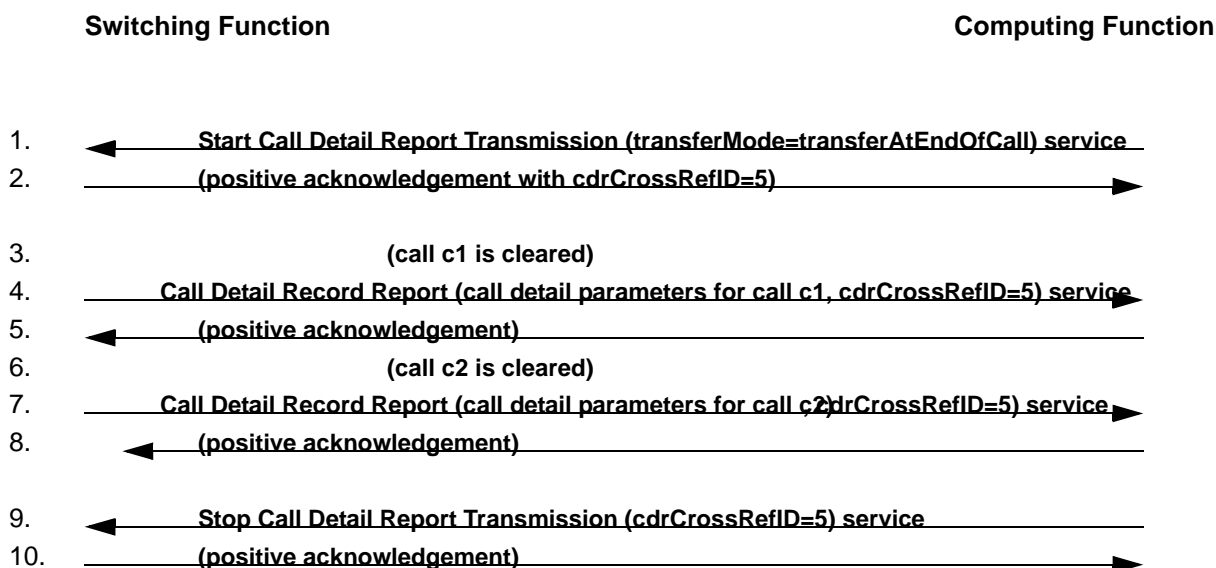 Switching Function Computing Function
1. Start Call Detail Report Transmission (transferMode=transferAtEndOfCall) service
2. (positive acknowledgement with cdrCrossRefID=5)
3. (call c1 is cleared)
4. Call Detail Record Report (call detail parameters for call c1, cdrCrossRefID=5) service
5. (positive acknowledgement)
6. (call c2 is cleared)
7. Call Detail Record Report (call detail parameters for call c2), cdrCrossRefID=5) service
8. (positive acknowledgement)
9. Stop Call Detail Report Transmission (cdrCrossRefID=5) service
10. (positive acknowledgement)